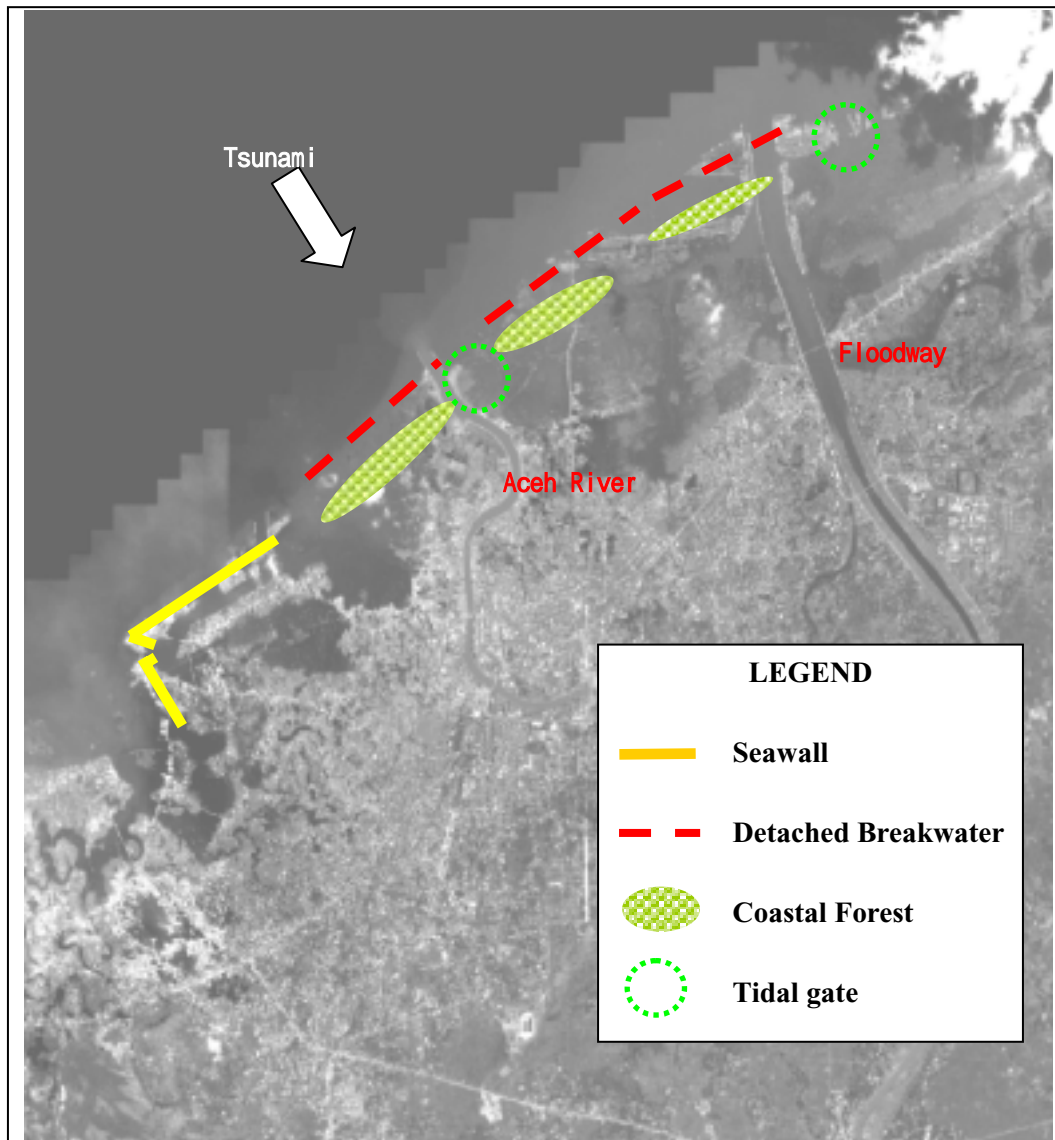 Tsunami
Floodway
Aceh River
LEGEND
Seawall
Detached Breakwater
Coastal Forest
Tidal gate